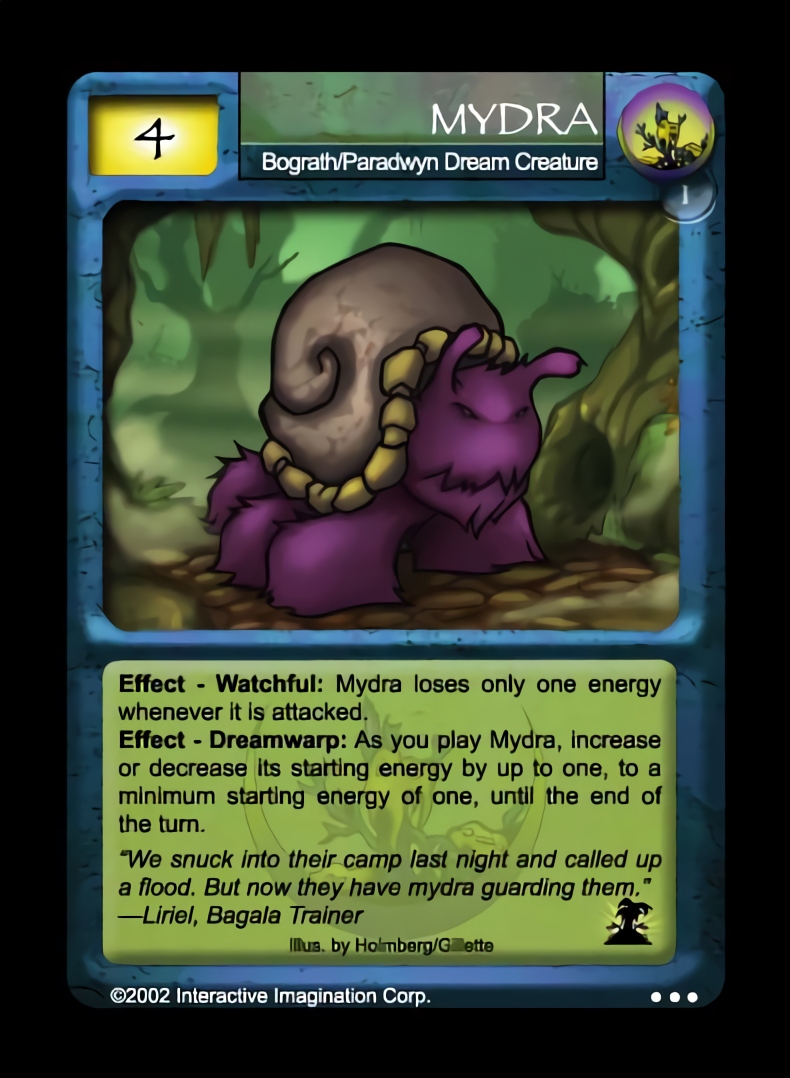 4
MYDRA
Bograth/Paradwyn Dream Creature
1
Effect - Watchful: Mydra loses only one energy
whenever it is attacked.
Effect - Dreamwarp: As you play Mydra, increase
or decrease its starting energy by up to one, to a
minimum starting energy of one, until the end of
the turn.
"We snuck into their camp last night and called up
a flood. But now they have mydra guarding them."
—Liriel, Bagala Trainer
Illus. by Holmberg/Gillette
©2002 Interactive Imagination Corp.